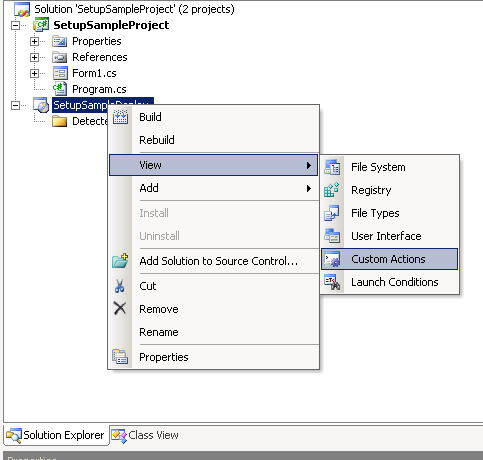 Solution 'SetupSampleProject' (2 projects)
SetupSampleProject
Properties
References
Form1.cs
Program.cs
SetupSampleDeploy
Build
Rebuild
View
Add
Install
Uninstall
Add Solution to Source Control...
Cut
Remove
Rename
Properties
File System
Registry
File Types
User Interface
Custom Actions
Launch Conditions
Solution Explorer
Class View
Properties